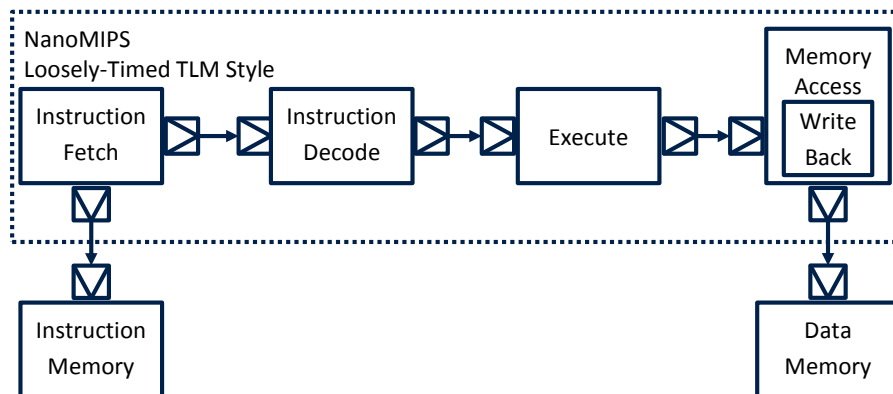 NanoMIPS
Loosely-Timed TLM Style
Instruction
Fetch
Instruction
Decode
Execute
Memory
Access
Write
Back
Instruction
Memory
Data
Memory